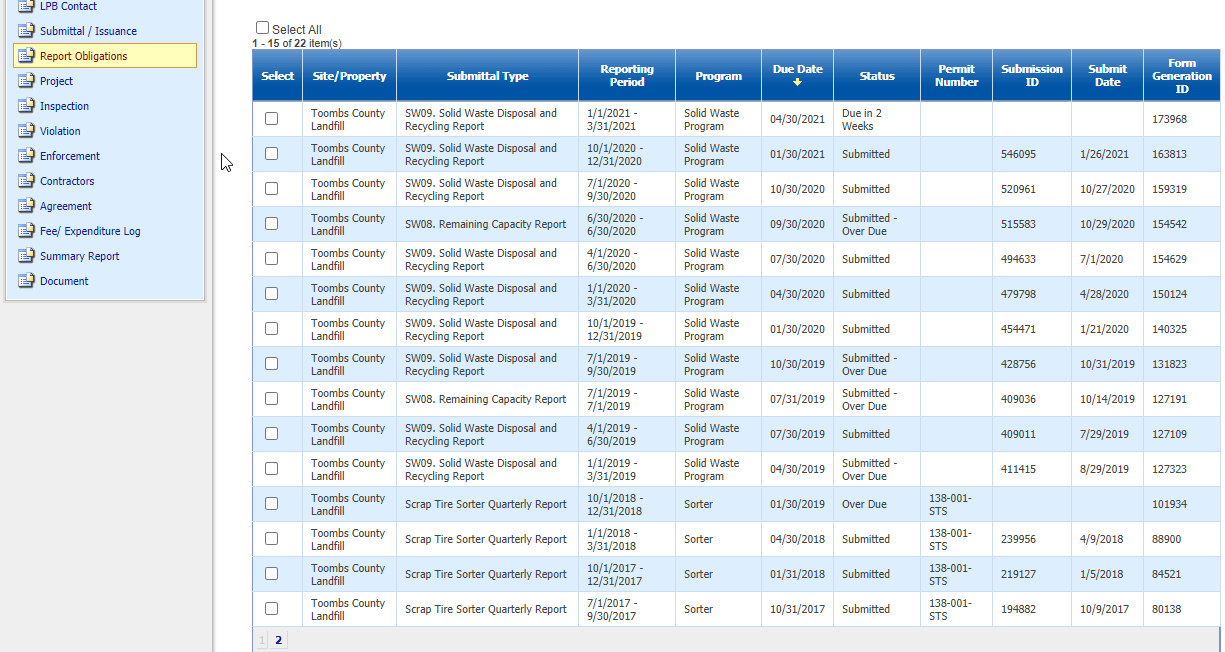 LPB Contact
Submittal / Issuance
Report Obligations
Project
Inspection
Violation
Enforcement
Contractors
Agreement
Fee/ Expenditure Log
Summary Report
Document
Select All
1 - 15 of 22 item(s)
Select Site/Property Submittal Type Reporting Period Program Due Date Status Permit Number Submission ID Submit Date Form Generation ID
Toombs County Landfill SW09. Solid Waste Disposal and Recycling Report 1/1/2021 - 3/31/2021 Solid Waste Program 04/30/2021 Due in 2 Weeks 173968
Toombs County Landfill SW09. Solid Waste Disposal and Recycling Report 10/1/2020 - 12/31/2020 Solid Waste Program 01/30/2021 Submitted 546095 1/26/2021 163813
Toombs County Landfill SW09. Solid Waste Disposal and Recycling Report 7/1/2020 - 9/30/2020 Solid Waste Program 10/30/2020 Submitted 520961 10/27/2020 159319
Toombs County Landfill SW08. Remaining Capacity Report 6/30/2020 - 6/30/2020 Solid Waste Program 09/30/2020 Submitted - Over Due 515583 10/29/2020 154542
Toombs County Landfill SW09. Solid Waste Disposal and Recycling Report 4/1/2020 - 6/30/2020 Solid Waste Program 07/30/2020 Submitted 494633 7/1/2020 154629
Toombs County Landfill SW09. Solid Waste Disposal and Recycling Report 1/1/2020 - 3/31/2020 Solid Waste Program 04/30/2020 Submitted 479798 4/28/2020 150124
Toombs County Landfill SW09. Solid Waste Disposal and Recycling Report 10/1/2019 - 12/31/2019 Solid Waste Program 01/30/2020 Submitted 454471 1/21/2020 140325
Toombs County Landfill SW09. Solid Waste Disposal and Recycling Report 7/1/2019 - 9/30/2019 Solid Waste Program 10/30/2019 Submitted - Over Due 428756 10/31/2019 131823
Toombs County Landfill SW08. Remaining Capacity Report 7/1/2019 - 7/1/2019 Solid Waste Program 07/31/2019 Submitted - Over Due 409036 10/14/2019 127191
Toombs County Landfill SW09. Solid Waste Disposal and Recycling Report 4/1/2019 - 6/30/2019 Solid Waste Program 07/30/2019 Submitted 409011 7/29/2019 127109
Toombs County Landfill SW09. Solid Waste Disposal and Recycling Report 1/1/2019 - 3/31/2019 Solid Waste Program 04/30/2019 Submitted - Over Due 411415 8/29/2019 127323
Toombs County Landfill Scrap Tire Sorter Quarterly Report 10/1/2018 - 12/31/2018 Sorter 01/30/2019 Over Due 138-001-STS 101934
Toombs County Landfill Scrap Tire Sorter Quarterly Report 1/1/2018 - 3/31/2018 Sorter 04/30/2018 Submitted 138-001-STS 239956 4/9/2018 88900
Toombs County Landfill Scrap Tire Sorter Quarterly Report 10/1/2017 - 12/31/2017 Sorter 01/31/2018 Submitted 138-001-STS 219127 1/5/2018 84521
Toombs County Landfill Scrap Tire Sorter Quarterly Report 7/1/2017 - 9/30/2017 Sorter 10/31/2017 Submitted 138-001-STS 194882 10/9/2017 80138
1 2